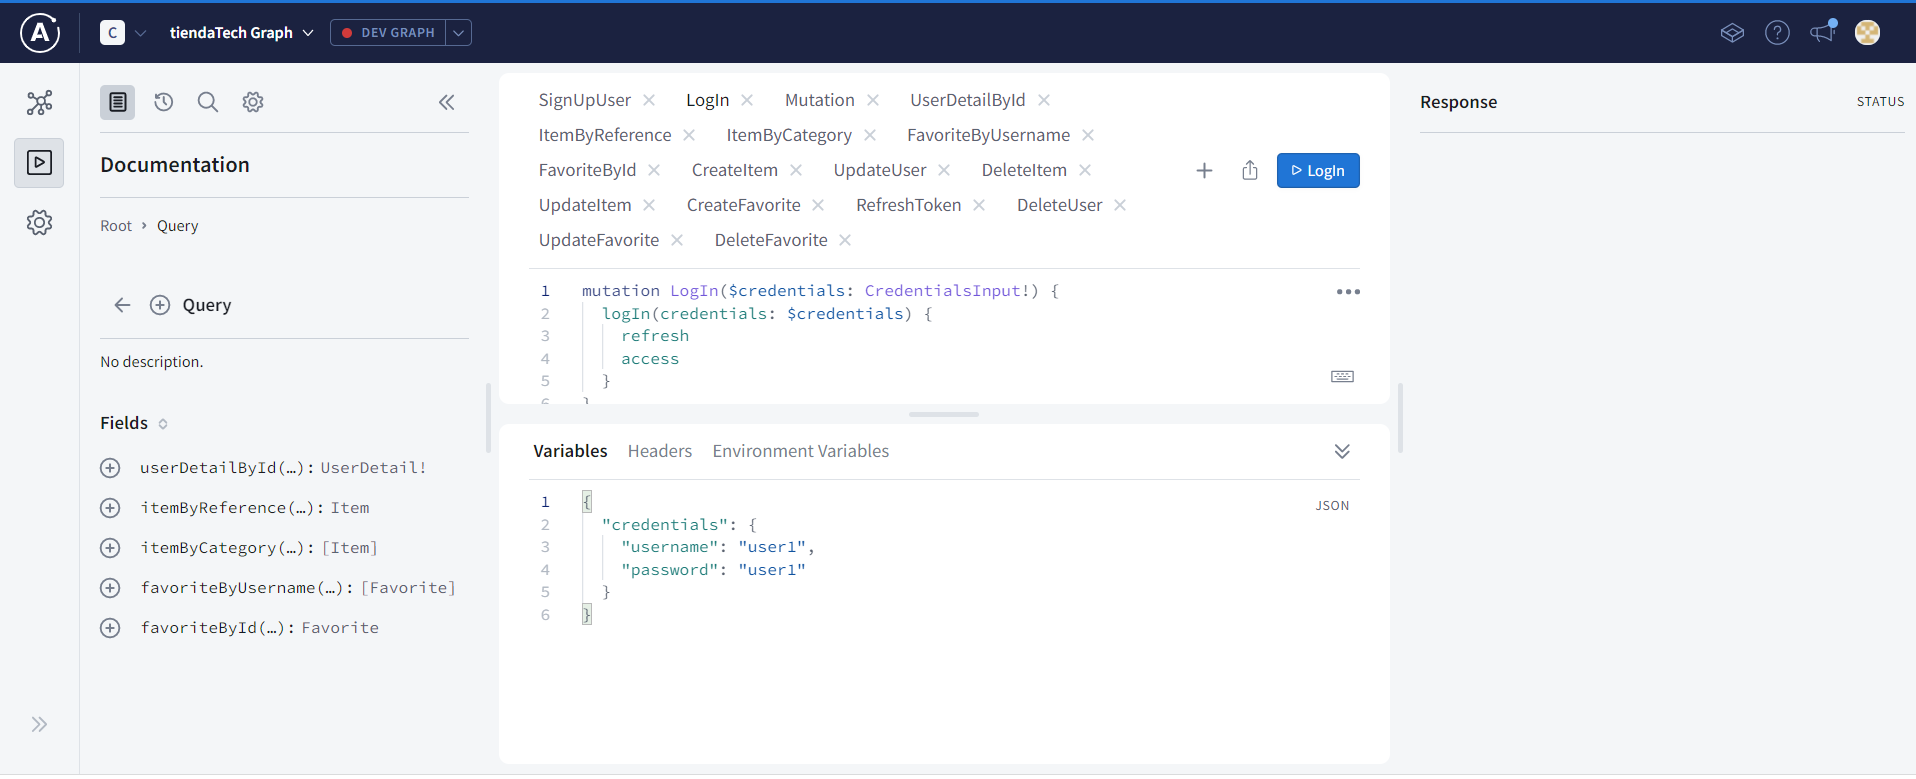 C tiendaTech Graph DEV GRAPH
Documentation
Root › Query
Query
No description.
Fields
userDetailById(…): UserDetail!
itemByReference(…): Item
itemByCategory(…): [Item]
favoriteByUsername(…): [Favorite]
favoriteById(…): Favorite
SignUpUser LogIn Mutation UserDetailById
ItemByReference ItemByCategory FavoriteByUsername
FavoriteById CreateItem UpdateUser DeleteItem
UpdateItem CreateFavorite RefreshToken DeleteUser
UpdateFavorite DeleteFavorite
LogIn
1 mutation LogIn($credentials: CredentialsInput!) {
2 logIn(credentials: $credentials) {
3 refresh
4 access
5 }
6 }
Variables Headers Environment Variables
JSON
1 {
2 "credentials": {
3 "username": "user1",
4 "password": "user1"
5 }
6 }
Response STATUS